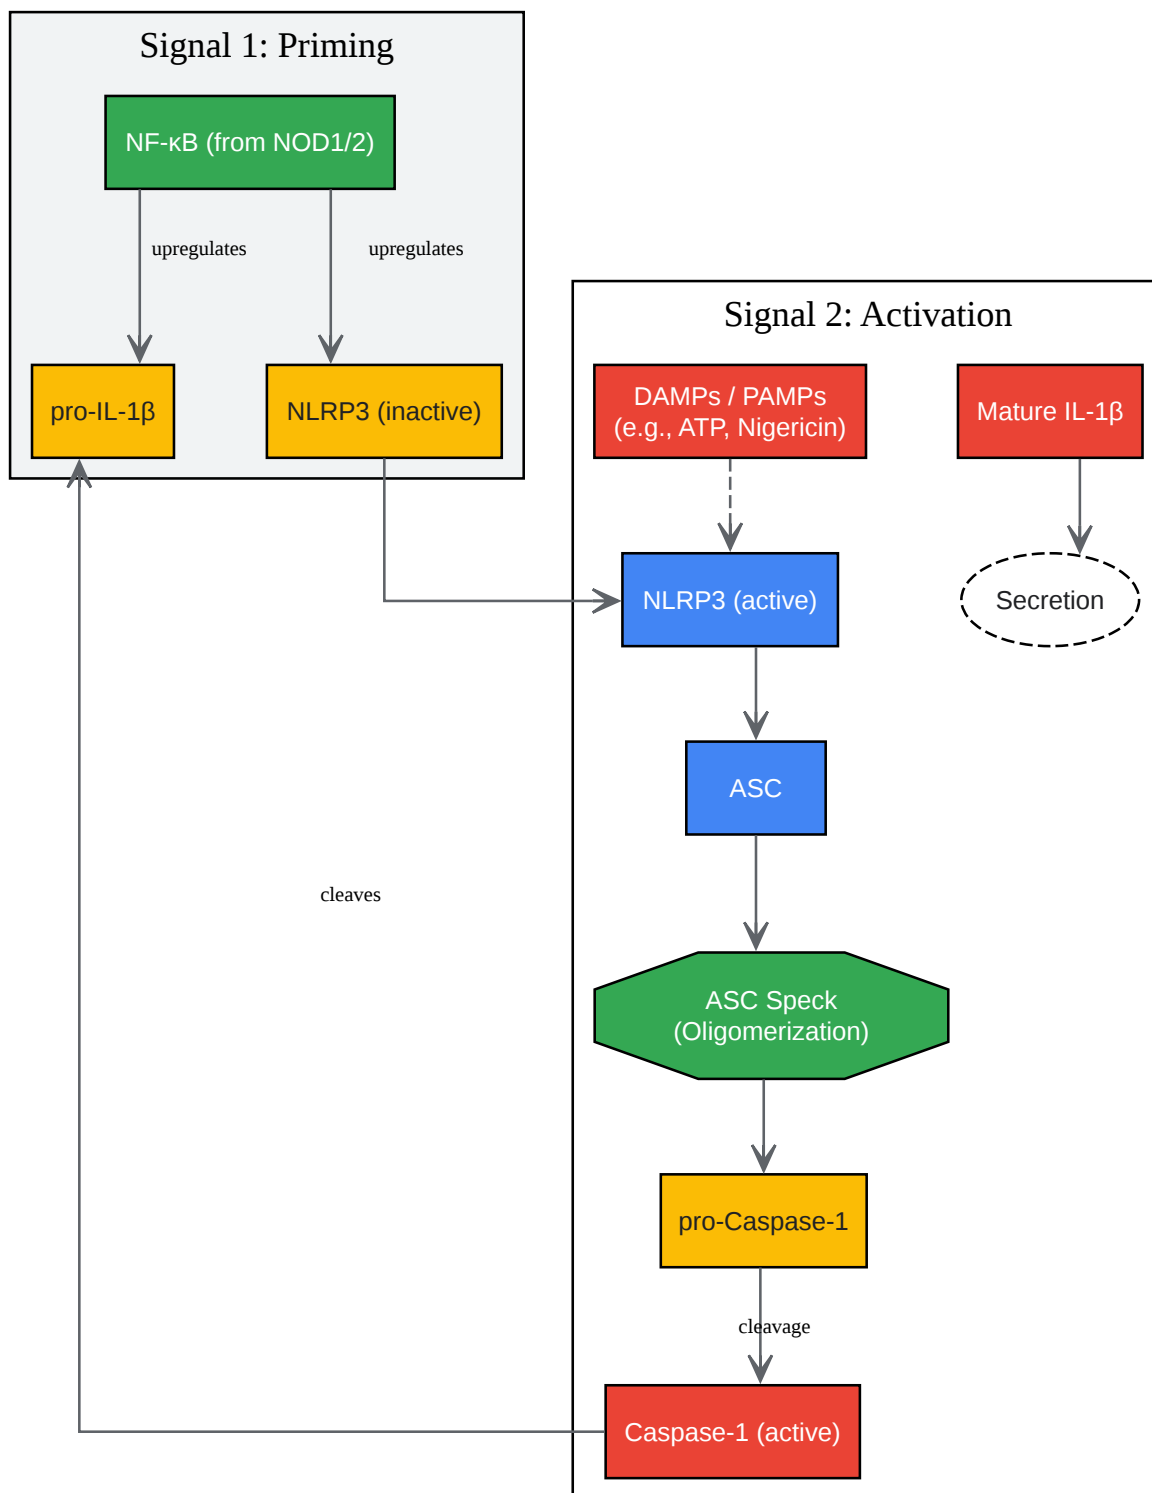 Signal 1: Priming
NF-κB (from NOD1/2)
upregulates
upregulates
pro-IL-1β
NLRP3 (inactive)
Signal 2: Activation
DAMPs / PAMPs
(e.g., ATP, Nigericin)
Mature IL-1β
NLRP3 (active)
Secretion
ASC
cleaves
ASC Speck
(Oligomerization)
pro-Caspase-1
cleavage
Caspase-1 (active)